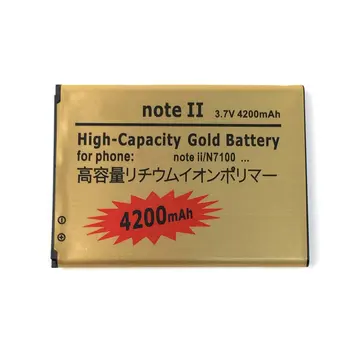 note II 3.7V 4200mAh
High-Capacity Gold Battery
for phone: note ii/N7100 ...
高容量リチウムイオンポリマー
4200mAh